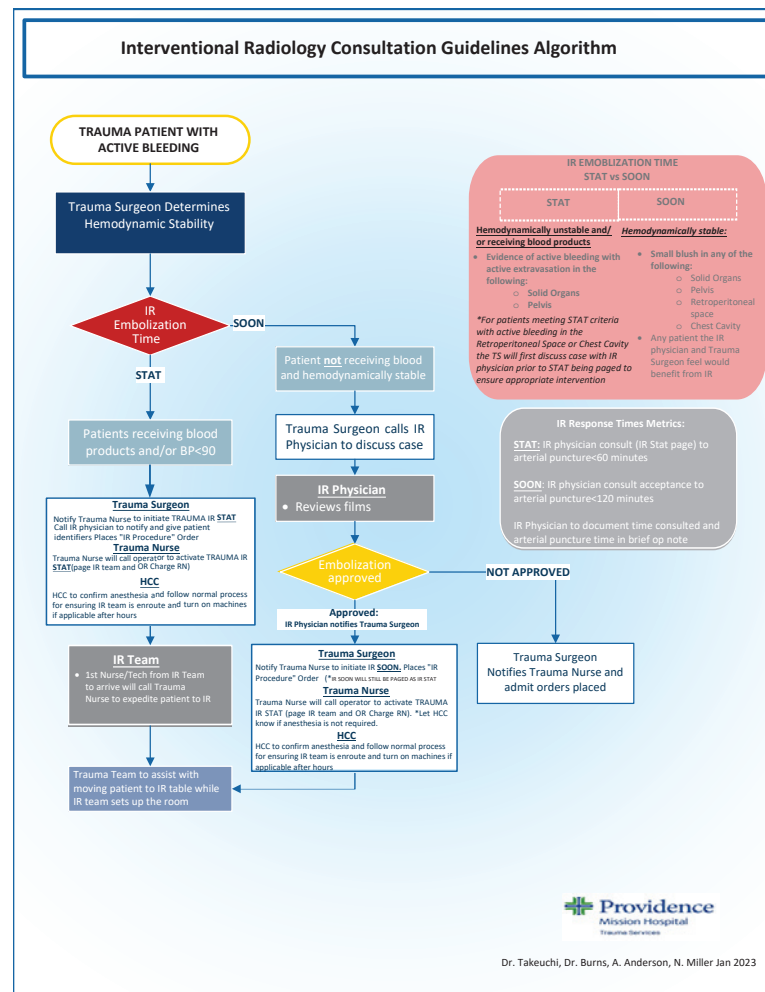 Interventional Radiology Consultation Guidelines Algorithm
TRAUMA PATIENT WITH
ACTIVE BLEEDING
Trauma Surgeon Determines
Hemodynamic Stability
IR
Embolization
Time
SOON
STAT
Patients receiving blood
products and/or BP<90
Trauma Surgeon
Notify Trauma Nurse to initiate TRAUMA IR STAT
Call IR physician to notify and give patient
identifiers Places "IR Procedure" Order
Trauma Nurse
Trauma Nurse will call operator to activate TRAUMA IR
STAT(page IR team and OR Charge RN)
HCC
HCC to confirm anesthesia and follow normal process
for ensuring IR team is enroute and turn on machines
if applicable after hours
IR Team
• 1st Nurse/Tech from IR Team
to arrive will call Trauma
Nurse to expedite patient to IR
Trauma Team to assist with
moving patient to IR table while
IR team sets up the room
Patient not receiving blood
and hemodynamically stable
Trauma Surgeon calls IR
Physician to discuss case
IR Physician
• Reviews films
Embolization
approved
NOT APPROVED
Approved:
IR Physician notifies Trauma Surgeon
Trauma Surgeon
Notify Trauma Nurse to initiate IR SOON. Places "IR
Procedure" Order (*IR SOON WILL STILL BE PAGED AS IR STAT
Trauma Nurse
Trauma Nurse will call operator to activate TRAUMA
IR STAT (page IR team and OR Charge RN). *Let HCC
know if anesthesia is not required.
HCC
HCC to confirm anesthesia and follow normal process
for ensuring IR team is enroute and turn on machines if
applicable after hours
Trauma Surgeon
Notifies Trauma Nurse and
admit orders placed
IR EMOBLIZATION TIME
STAT vs SOON
STAT
SOON
Hemodynamically unstable and/
or receiving blood products
• Evidence of active bleeding with
active extravasation in the
following:
o Solid Organs
o Pelvis
*For patients meeting STAT criteria
with active bleeding in the
Retroperitoneal Space or Chest Cavity
the TS will first discuss case with IR
physician prior to STAT being paged to
ensure appropriate intervention
Hemodynamically stable:
• Small blush in any of the
following:
o Solid Organs
o Pelvis
o Retroperitoneal
space
o Chest Cavity
• Any patient the IR
physician and Trauma
Surgeon feel would
benefit from IR
IR Response Times Metrics:
STAT: IR physician consult (IR Stat page) to
arterial puncture<60 minutes
SOON: IR physician consult acceptance to
arterial puncture<120 minutes
IR Physician to document time consulted and
arterial puncture time in brief op note
Providence
Mission Hospital
Trauma Services
Dr. Takeuchi, Dr. Burns, A. Anderson, N. Miller Jan 2023